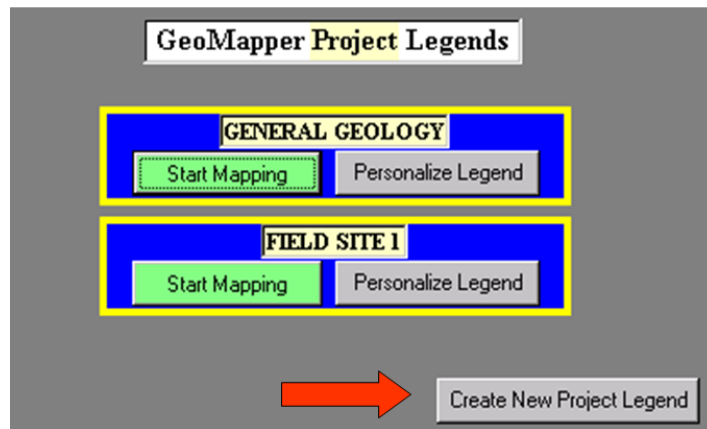 GeoMapper Project Legends
GENERAL GEOLOGY
Start Mapping Personalize Legend
FIELD SITE 1
Start Mapping Personalize Legend
Create New Project Legend